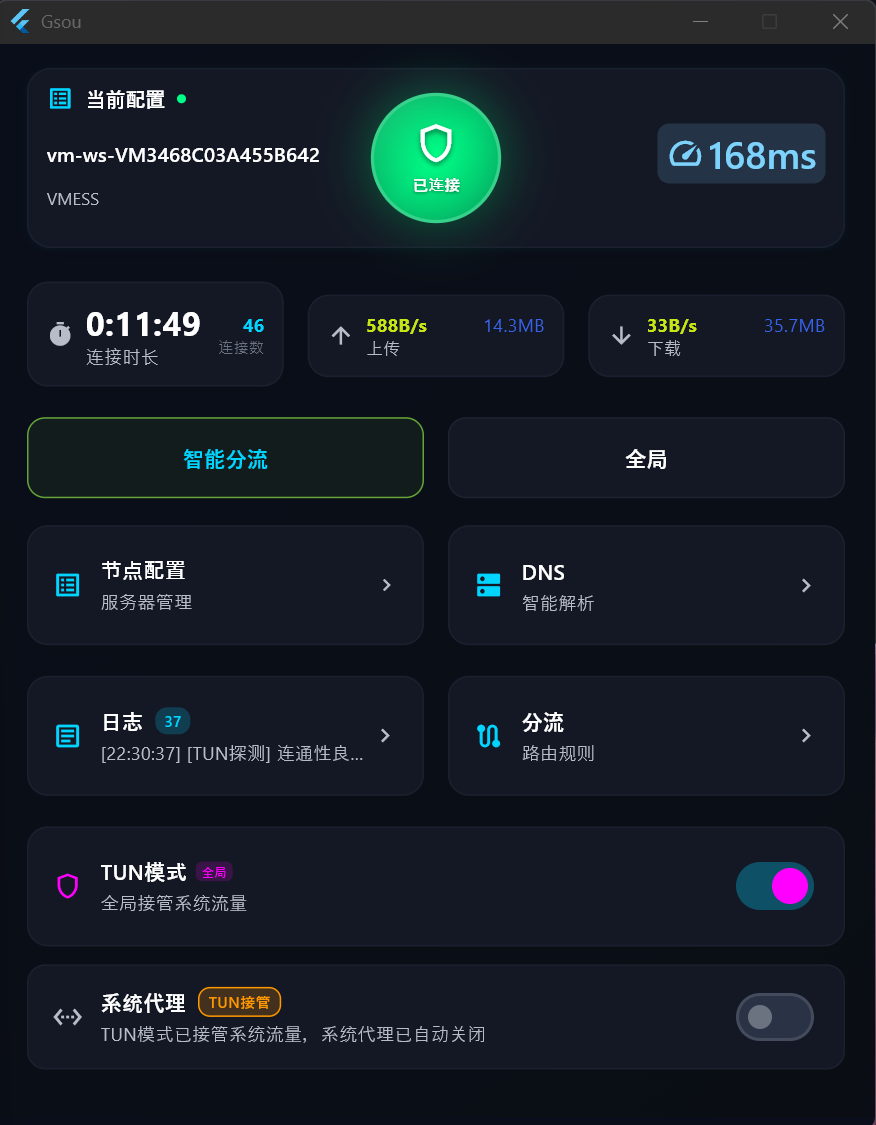 Gsou
当前配置
vm-ws-VM3468C03A455B642
VMESS
已连接
168ms
0:11:49
连接时长
46
连接数
588B/s
上传
14.3MB
33B/s
下载
35.7MB
智能分流
全局
节点配置
服务器管理
DNS
智能解析
日志 37
[22:30:37] [TUN探测] 连通性良...
分流
路由规则
TUN模式 全局
全局接管系统流量
系统代理 TUN接管
TUN模式已接管系统流量，系统代理已自动关闭